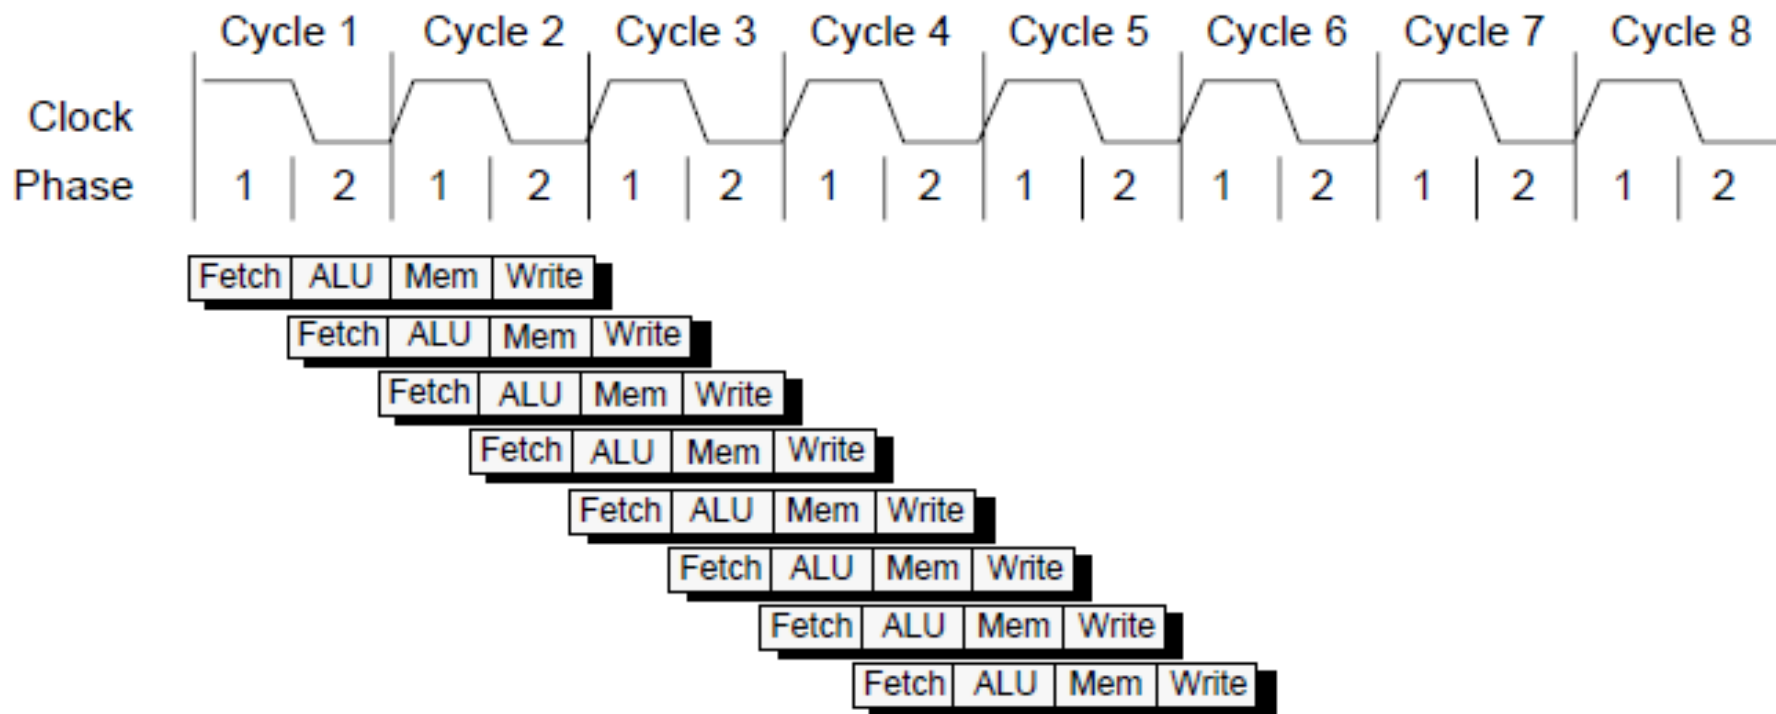 Cycle 1 Cycle 2 Cycle 3 Cycle 4 Cycle 5 Cycle 6 Cycle 7 Cycle 8
Clock
Phase 1 2 1 2 1 2 1 2 1 2 1 2 1 2 1 2
Fetch ALU Mem Write
Fetch ALU Mem Write
Fetch ALU Mem Write
Fetch ALU Mem Write
Fetch ALU Mem Write
Fetch ALU Mem Write
Fetch ALU Mem Write
Fetch ALU Mem Write